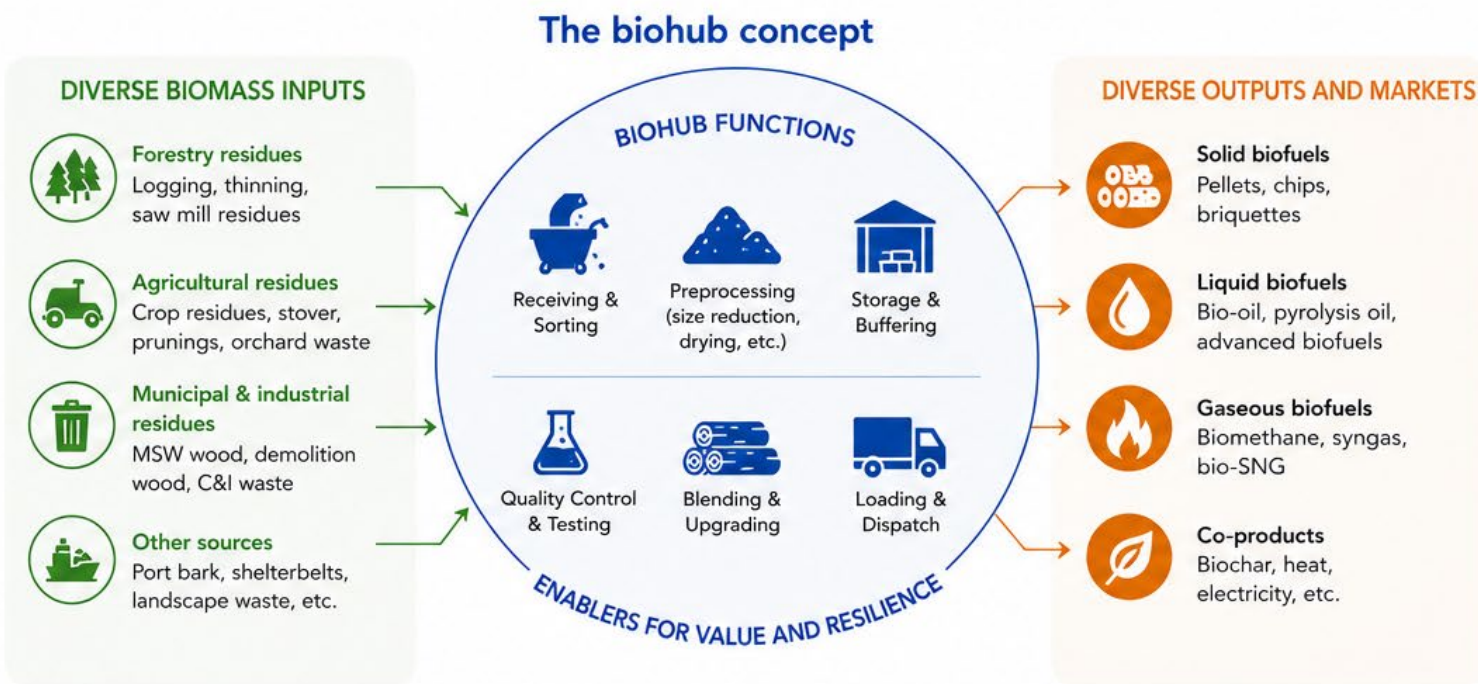 The biohub concept
DIVERSE BIOMASS INPUTS
Forestry residues
Logging, thinning,
saw mill residues
Agricultural residues
Crop residues, stover,
prunings, orchard waste
Municipal & industrial
residues
MSW wood, demolition
wood, C&I waste
Other sources
Port bark, shelterbelts,
landscape waste, etc.
BIOHUB FUNCTIONS
Receiving &
Sorting
Preprocessing
(size reduction,
drying, etc.)
Storage &
Buffering
Quality Control
& Testing
Blending &
Upgrading
Loading &
Dispatch
ENABLERS FOR VALUE AND RESILIENCE
DIVERSE OUTPUTS AND MARKETS
Solid biofuels
Pellets, chips,
briquettes
Liquid biofuels
Bio-oil, pyrolysis oil,
advanced biofuels
Gaseous biofuels
Biomethane, syngas,
bio-SNG
Co-products
Biochar, heat,
electricity, etc.